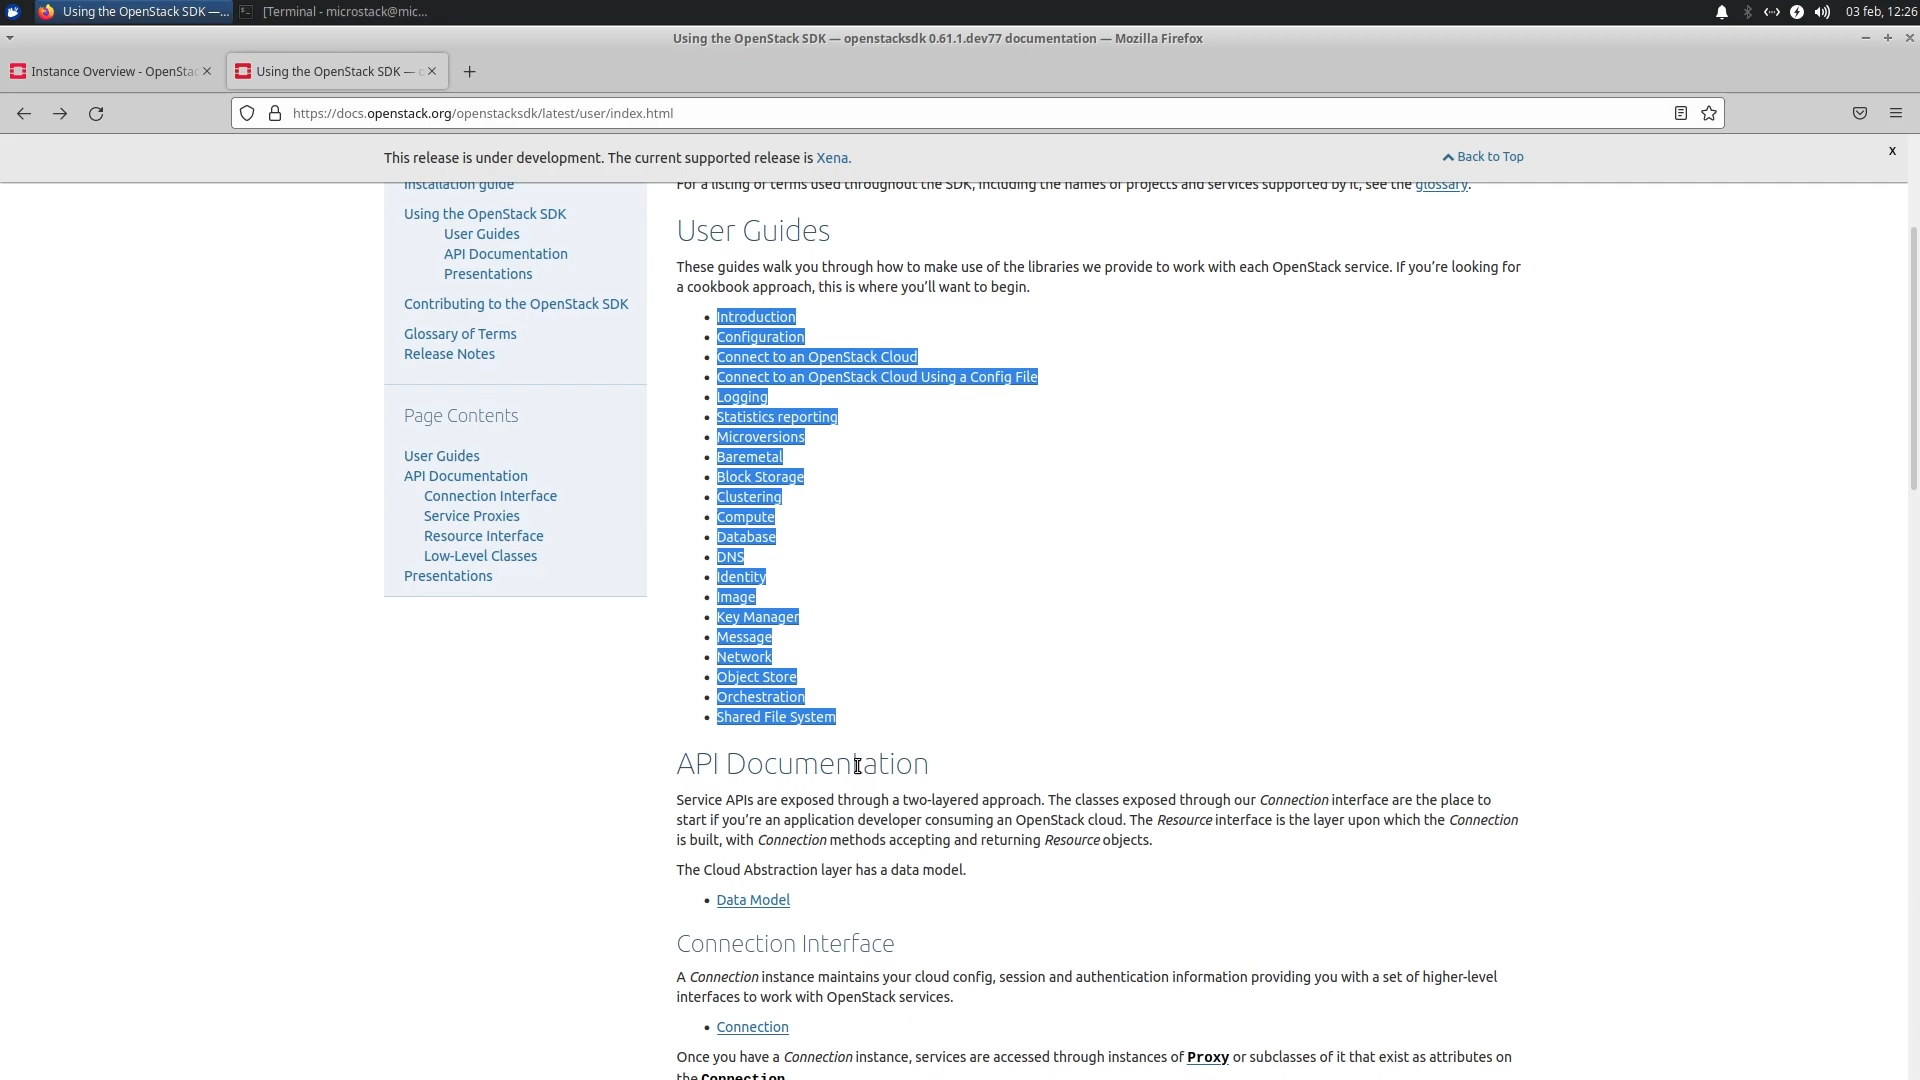 Using the OpenStack SDK —...
[Terminal - microstack@mic...
03 feb, 12:26
Using the OpenStack SDK — openstacksdk 0.61.1.dev77 documentation — Mozilla Firefox
Instance Overview - OpenStac
Using the OpenStack SDK —
https://docs.openstack.org/openstacksdk/latest/user/index.html
This release is under development. The current supported release is Xena.
Back to Top
x
Installation guide
Using the OpenStack SDK
User Guides
API Documentation
Presentations
Contributing to the OpenStack SDK
Glossary of Terms
Release Notes
Page Contents
User Guides
API Documentation
Connection Interface
Service Proxies
Resource Interface
Low-Level Classes
Presentations
For a listing of terms used throughout the SDK, including the names of projects and services supported by it, see the glossary.
User Guides
These guides walk you through how to make use of the libraries we provide to work with each OpenStack service. If you’re looking for
a cookbook approach, this is where you’ll want to begin.
• Introduction
• Configuration
• Connect to an OpenStack Cloud
• Connect to an OpenStack Cloud Using a Config File
• Logging
• Statistics reporting
• Microversions
• Baremetal
• Block Storage
• Clustering
• Compute
• Database
• DNS
• Identity
• Image
• Key Manager
• Message
• Network
• Object Store
• Orchestration
• Shared File System
API Documentation
Service APIs are exposed through a two-layered approach. The classes exposed through our Connection interface are the place to
start if you’re an application developer consuming an OpenStack cloud. The Resource interface is the layer upon which the Connection
is built, with Connection methods accepting and returning Resource objects.
The Cloud Abstraction layer has a data model.
• Data Model
Connection Interface
A Connection instance maintains your cloud config, session and authentication information providing you with a set of higher-level
interfaces to work with OpenStack services.
• Connection
Once you have a Connection instance, services are accessed through instances of Proxy or subclasses of it that exist as attributes on
the Connection.